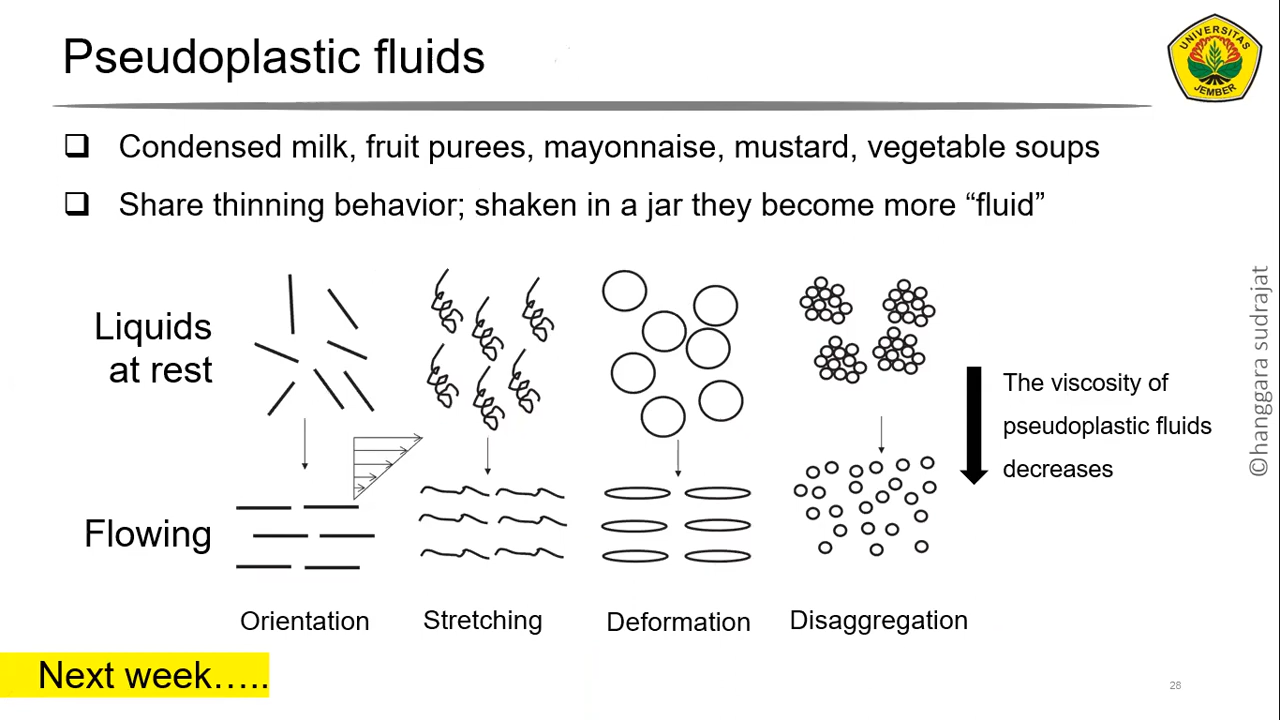 Pseudoplastic fluids
UNIVERSITAS
JEMBER
❑ Condensed milk, fruit purees, mayonnaise, mustard, vegetable soups
❑ Share thinning behavior; shaken in a jar they become more “fluid”
Liquids
at rest
The viscosity of
pseudoplastic fluids
decreases
Flowing
Orientation
Stretching
Deformation
Disaggregation
Next week…..
28
©hanggara sudrajat